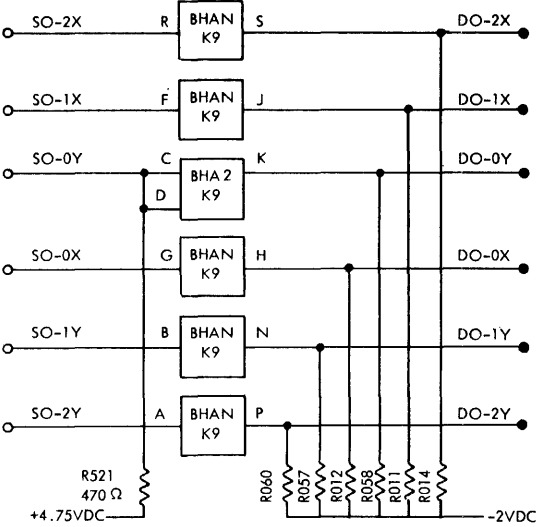 SO-2X R BHAN K9 S DO-2X
SO-1X F BHAN K9 J DO-1X
SO-0Y C D BHA2 K9 K DO-0Y
SO-0X G BHAN K9 H DO-0X
SO-1Y B BHAN K9 N DO-1Y
SO-2Y A BHAN K9 P DO-2Y
R521
470 Ω
+4.75VDC
R060
R057
R012
R058
R011
R014
-2VDC